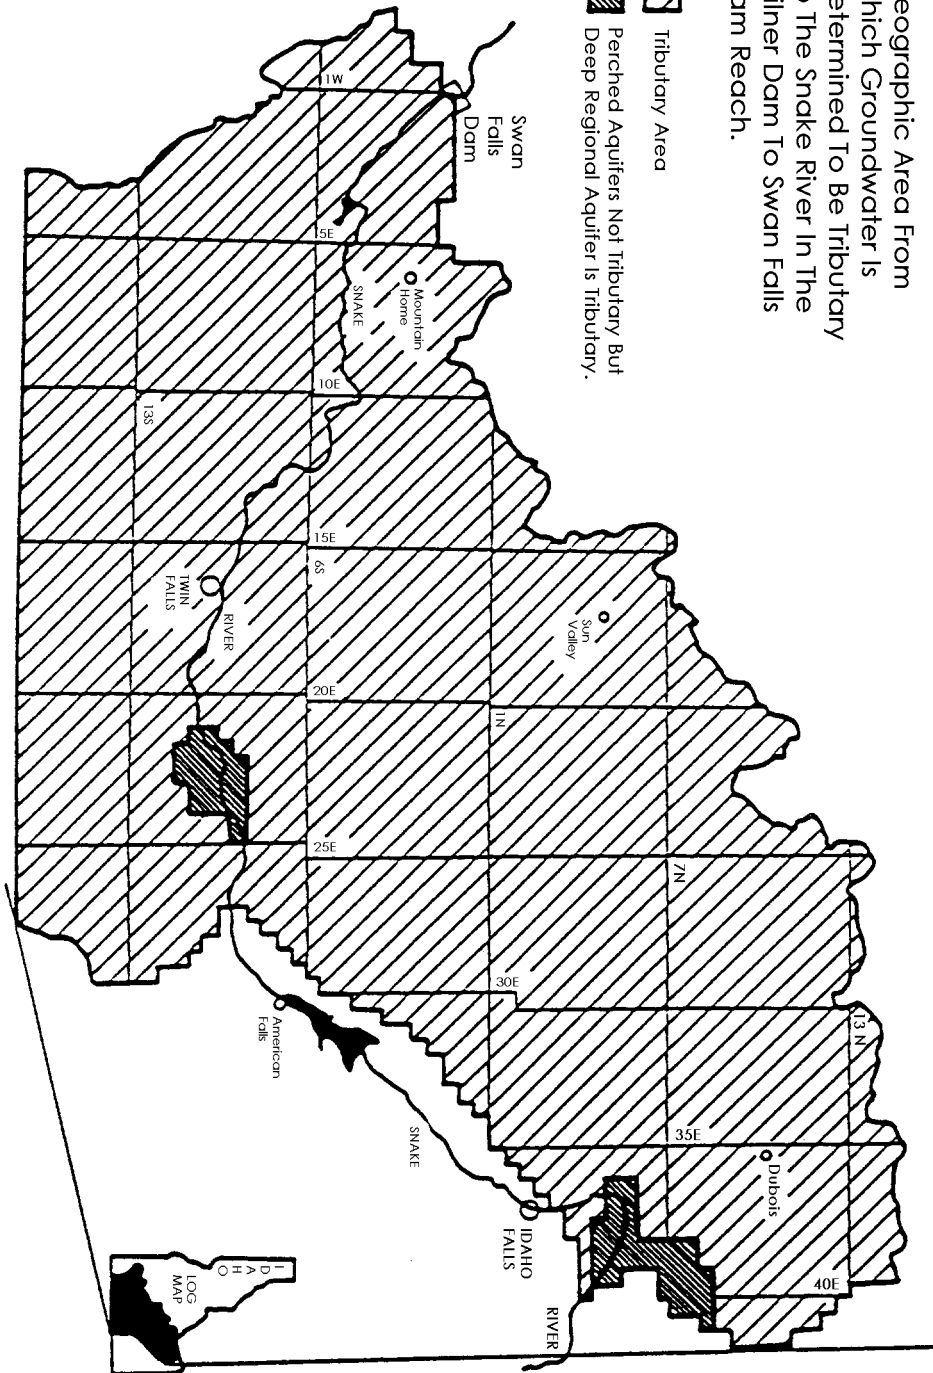 eographic Area From
hich Groundwater Is
etermined To Be Tributary
o The Snake River In The
ilner Dam To Swan Falls
am Reach.
Tributary Area
Perched Aquifers Not Tributary But
Deep Regional Aquifer Is Tributary.
Swan
Falls
Dam
1W
5E
Mountain
Home
SNAKE
10E
13S
15E
6S
TWIN
FALLS
RIVER
Sun
Valley
20E
1N
25E
7N
30E
13 N
American
Falls
SNAKE
35E
Dubois
IDAHO
FALLS
40E
RIVER
IDAHO
LOG
MAP